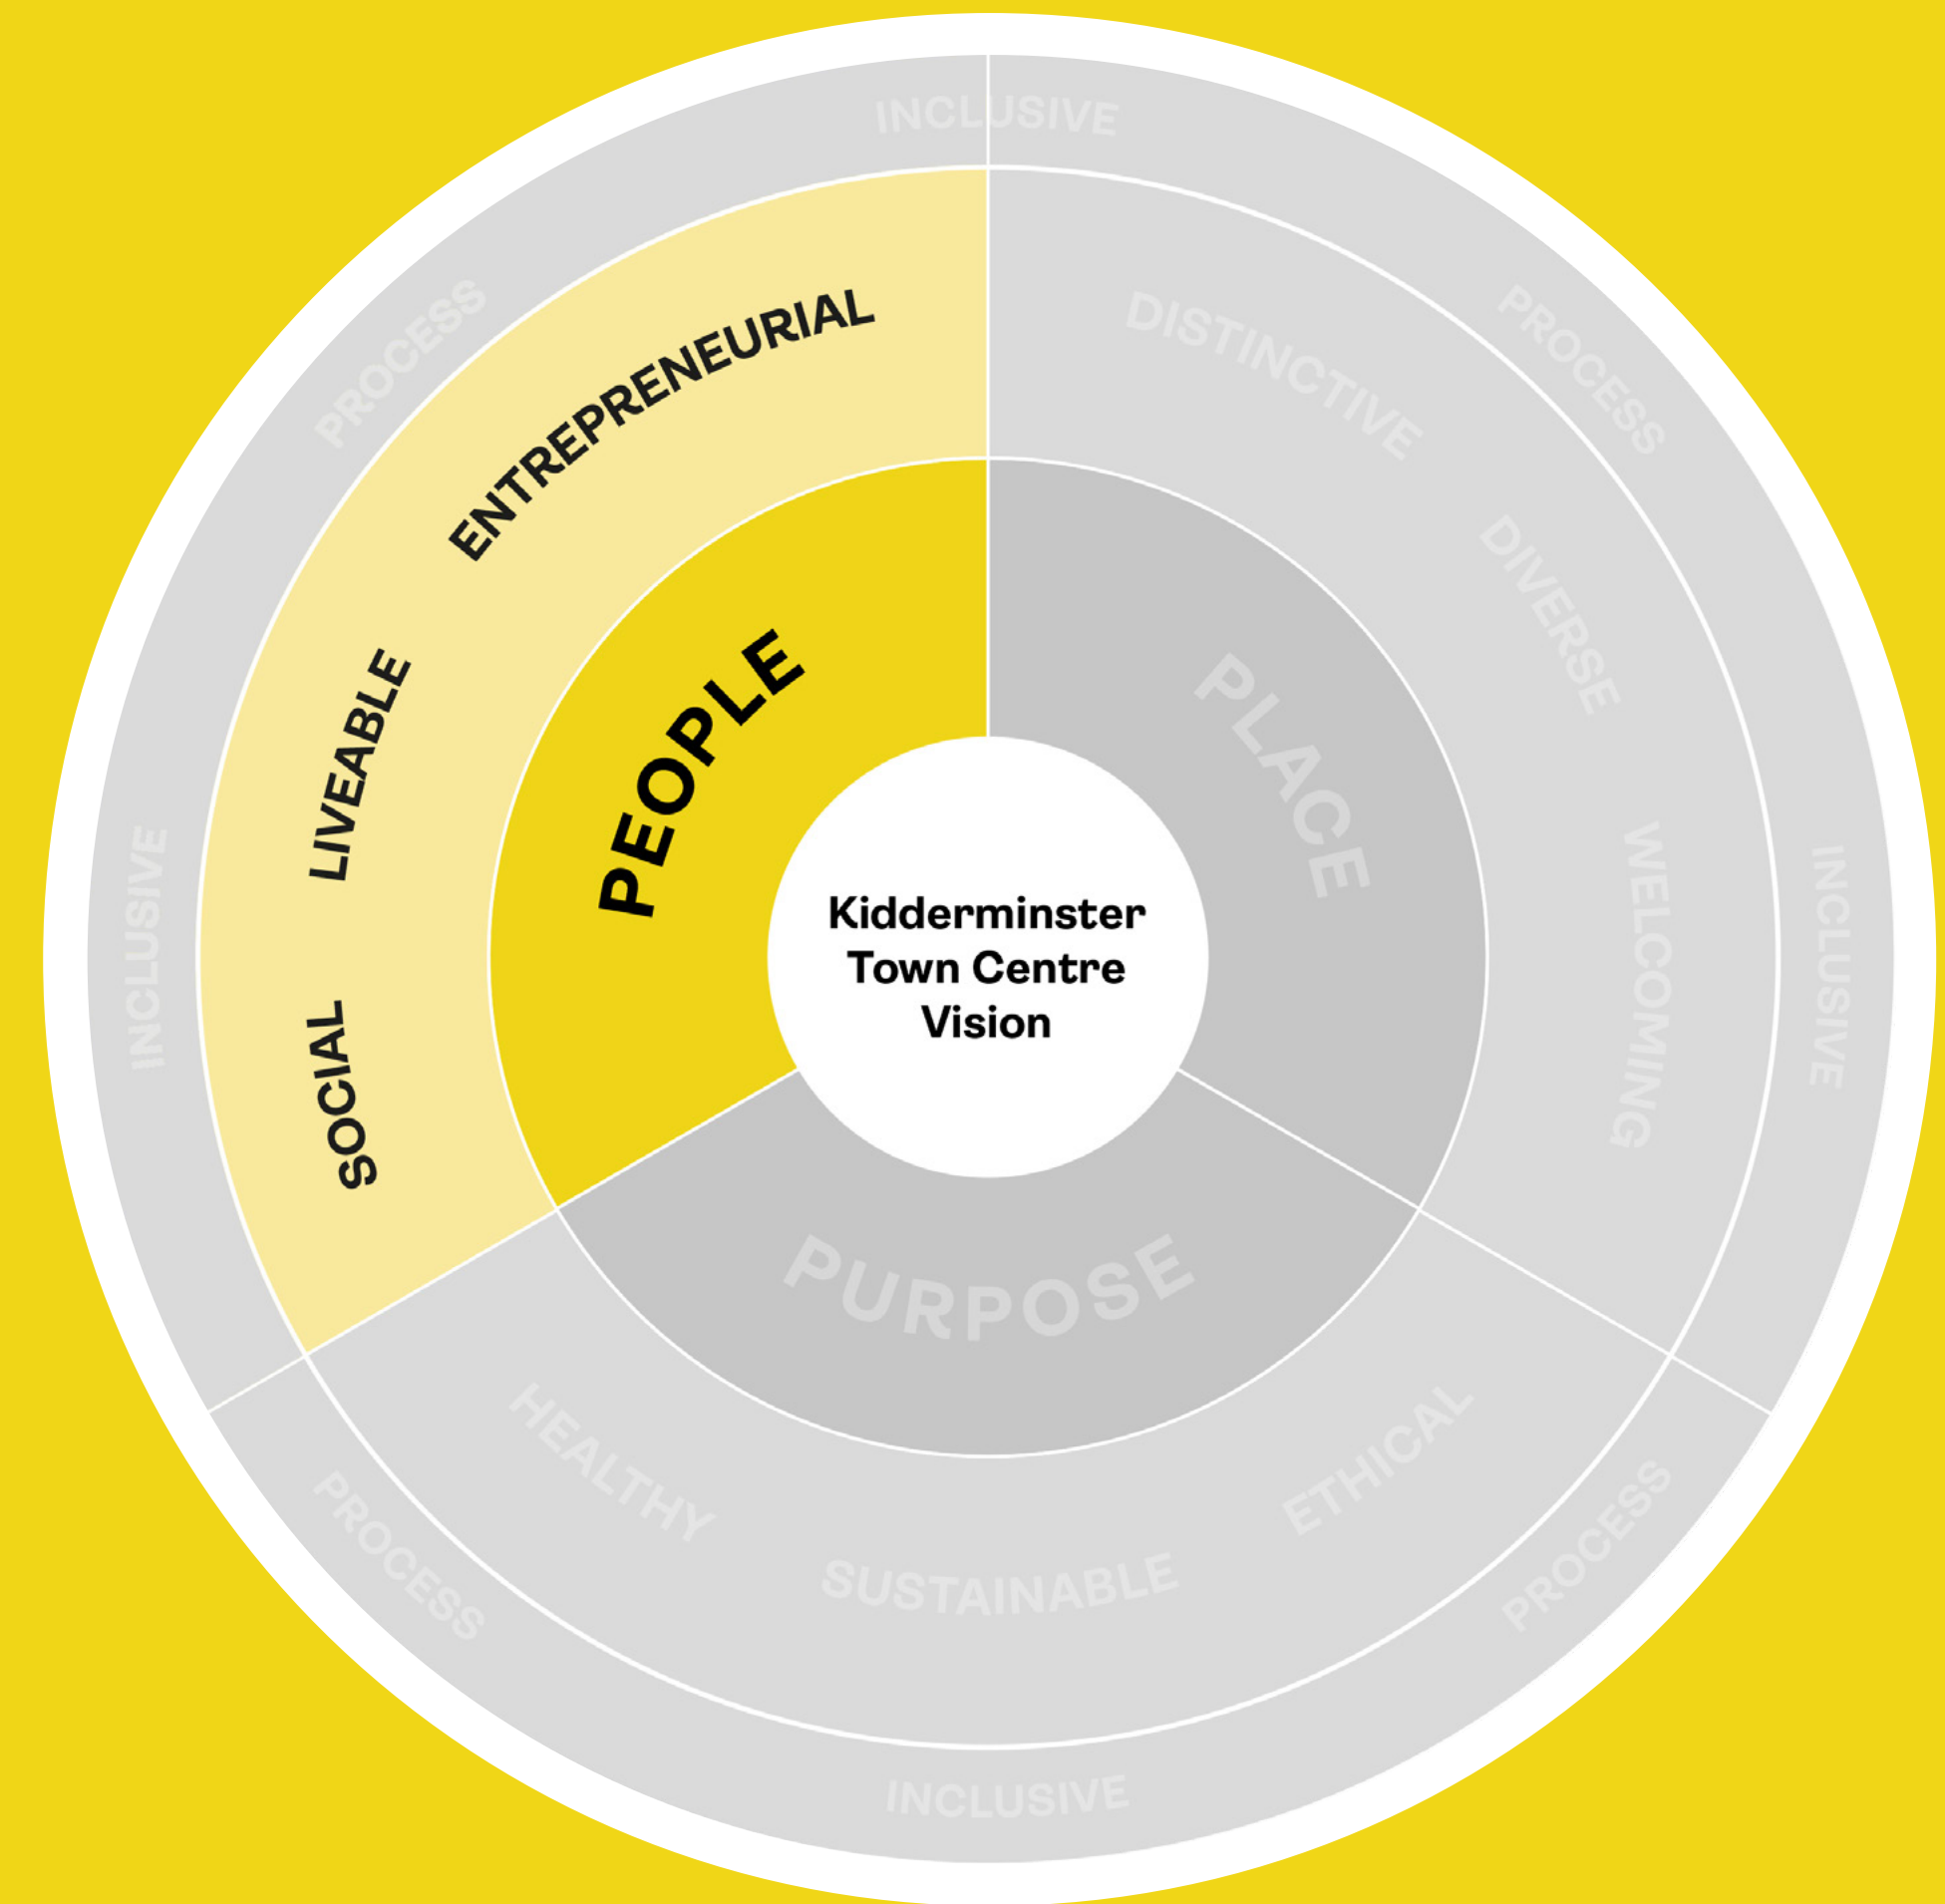 INCLUSIVE
PROCESS
PROCESS
ENTREPRENEURIAL
DISTINCTIVE
DIVERSE
LIVEABLE
PEOPLE
PLACE
INCLUSIVE
WELCOMING
INCLUSIVE
Kidderminster
Town Centre
Vision
SOCIAL
PURPOSE
HEALTHY
ETHICAL
SUSTAINABLE
PROCESS
PROCESS
INCLUSIVE